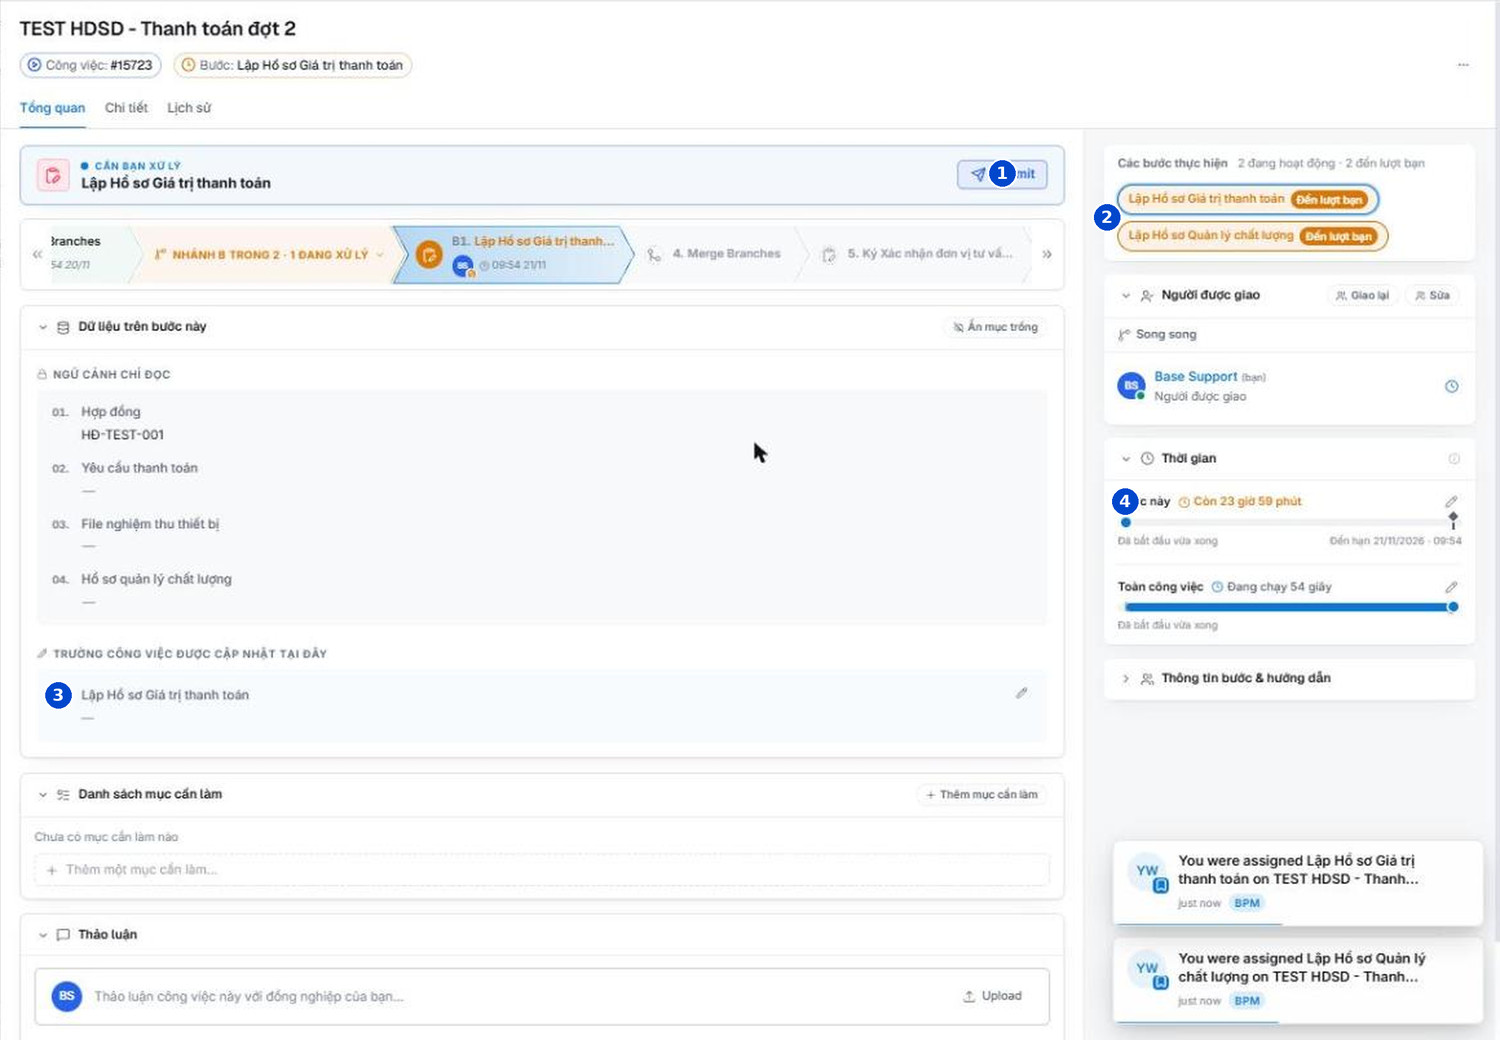 TEST HDSD - Thanh toán đợt 2
Công việc: #15723
Bước: Lập Hồ sơ Giá trị thanh toán
Tổng quan
Chi tiết
Lịch sử
CẦN BẠN XỬ LÝ
Lập Hồ sơ Giá trị thanh toán
1
mit
Branches
54 20/11
NHÁNH B TRONG 2 · 1 ĐANG XỬ LÝ
B1. Lập Hồ sơ Giá trị thanh...
BS
09:54 21/11
4. Merge Branches
5. Ký Xác nhận đơn vị tư vấ...
Dữ liệu trên bước này
Ẩn mục trống
NGỮ CẢNH CHỈ ĐỌC
01. Hợp đồng
HĐ-TEST-001
02. Yêu cầu thanh toán
—
03. File nghiệm thu thiết bị
—
04. Hồ sơ quản lý chất lượng
—
TRƯỜNG CÔNG VIỆC ĐƯỢC CẬP NHẬT TẠI ĐÂY
3
Lập Hồ sơ Giá trị thanh toán
—
Danh sách mục cần làm
+ Thêm mục cần làm
Chưa có mục cần làm nào
+ Thêm một mục cần làm...
Thảo luận
BS
Thảo luận công việc này với đồng nghiệp của bạn...
Upload
Các bước thực hiện 2 đang hoạt động · 2 đến lượt bạn
2
Lập Hồ sơ Giá trị thanh toán Đến lượt bạn
Lập Hồ sơ Quản lý chất lượng Đến lượt bạn
Người được giao
Giao lại
Sửa
Song song
BS
Base Support (bạn)
Người được giao
Thời gian
4
c này
Còn 23 giờ 59 phút
Đã bắt đầu vừa xong
Đến hạn 21/11/2026 · 09:54
Toàn công việc
Đang chạy 54 giây
Đã bắt đầu vừa xong
Thông tin bước & hướng dẫn
YW
You were assigned Lập Hồ sơ Giá trị
thanh toán on TEST HDSD - Thanh...
just now BPM
YW
You were assigned Lập Hồ sơ Quản lý
chất lượng on TEST HDSD - Thanh...
just now BPM